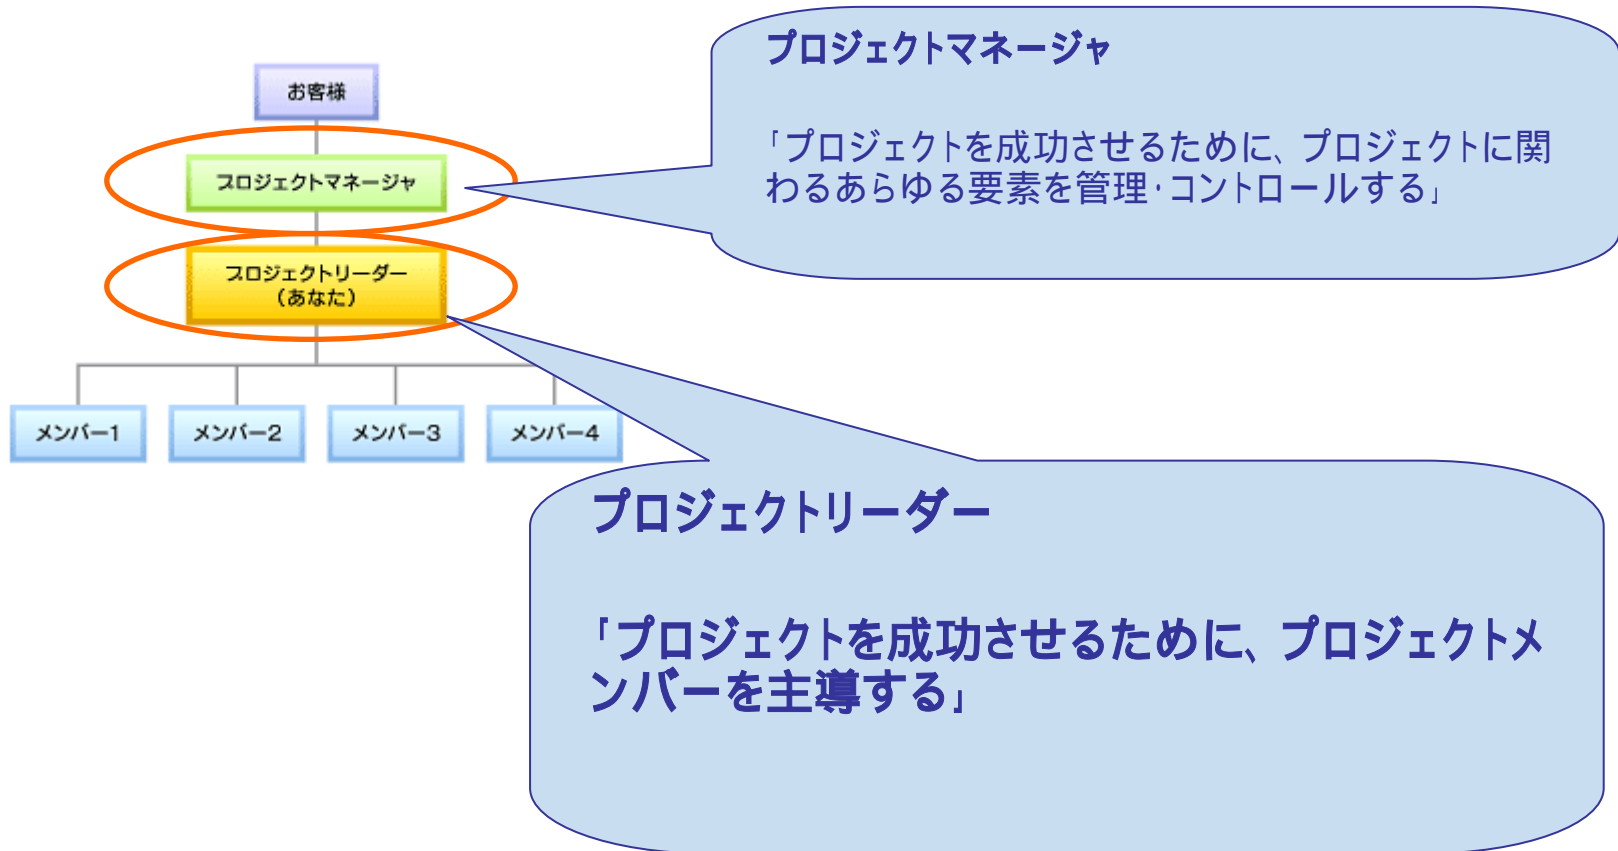 プロジェクトマネージャ
「プロジェクトを成功させるために、プロジェクトに関
わるあらゆる要素を管理・コントロールする」
お客様
プロジェクトマネージャ
プロジェクトリーダー
（あなた）
メンバー1
メンバー2
メンバー3
メンバー4
プロジェクトリーダー
「プロジェクトを成功させるために、プロジェクトメ
ンバーを主導する」